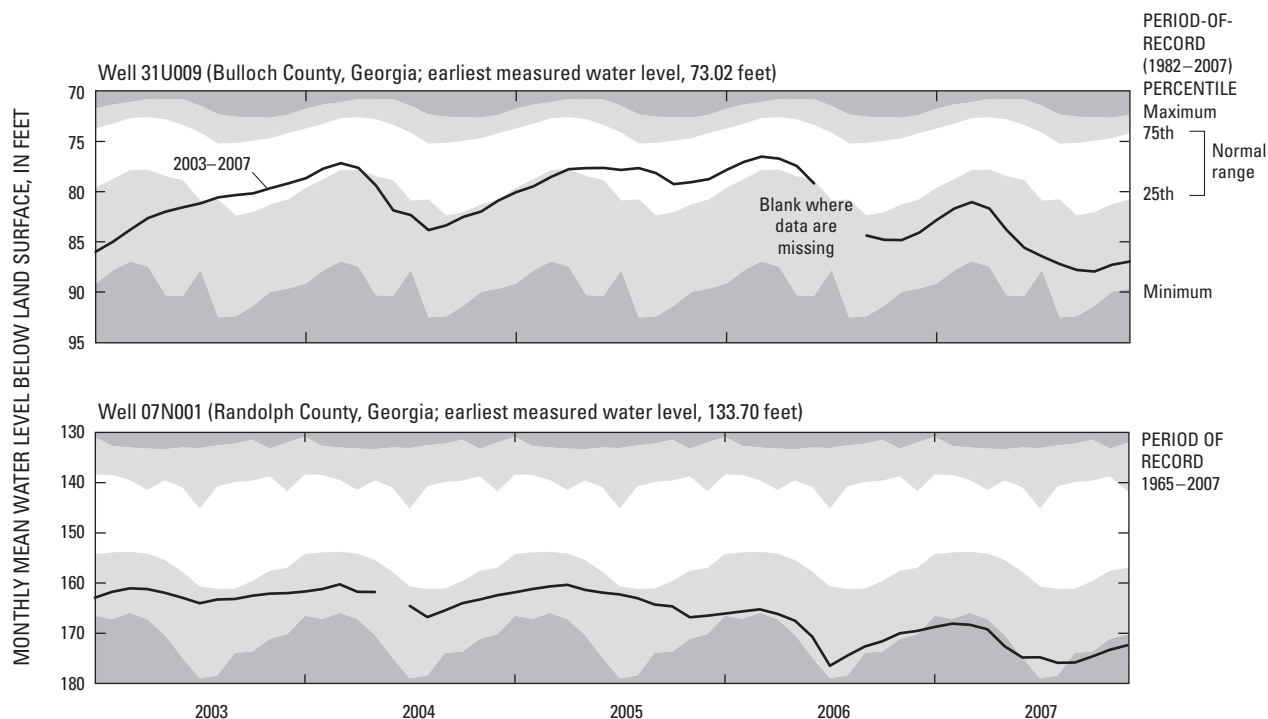 PERIOD-OF-
RECORD
(1982–2007)
PERCENTILE
Well 31U009 (Bulloch County, Georgia; earliest measured water level, 73.02 feet)
MONTHLY MEAN WATER LEVEL BELOW LAND SURFACE, IN FEET
70
75
80
85
90
95
2003–2007
Blank where
data are
missing
Maximum
75th
Normal
range
25th
Minimum
Well 07N001 (Randolph County, Georgia; earliest measured water level, 133.70 feet)
130
140
150
160
170
180
PERIOD OF
RECORD
1965–2007
2003 2004 2005 2006 2007